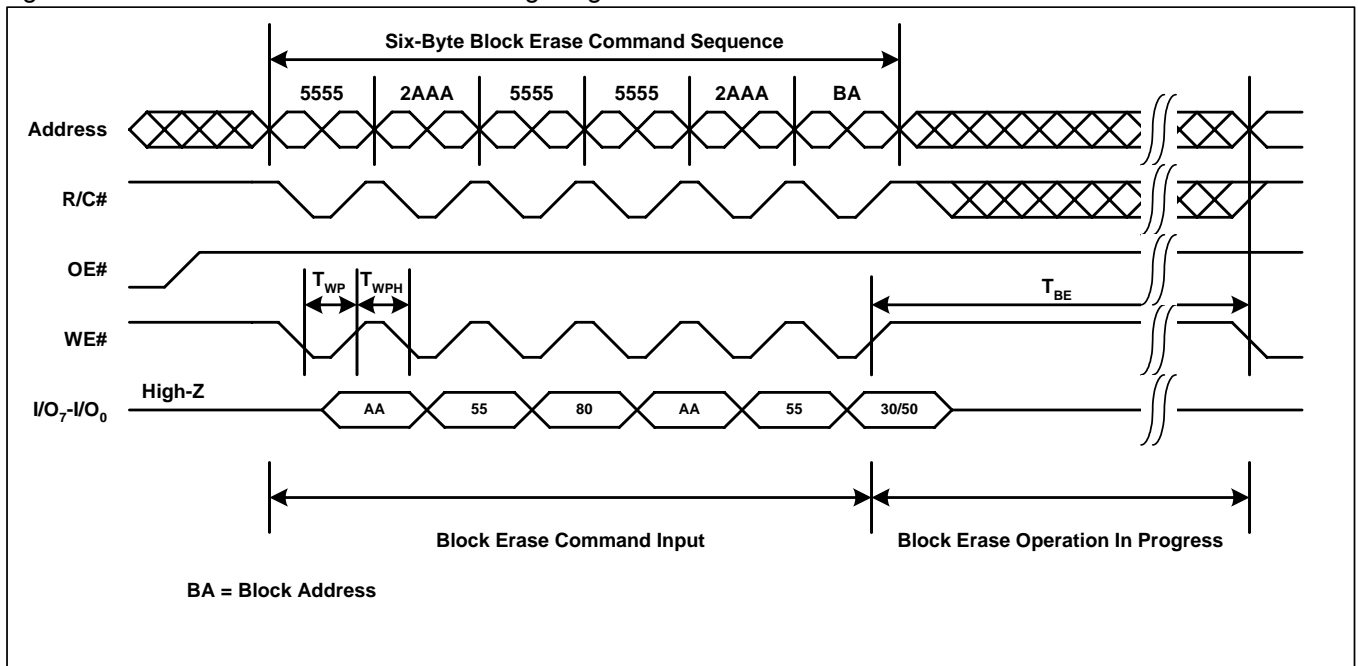 Six-Byte Block Erase Command Sequence
5555 2AAA 5555 5555 2AAA BA
Address
R/C#
OE#
TWP TWPH TBE
WE#
High-Z
I/O7-I/O0 AA 55 80 AA 55 30/50
Block Erase Command Input Block Erase Operation In Progress
BA = Block Address